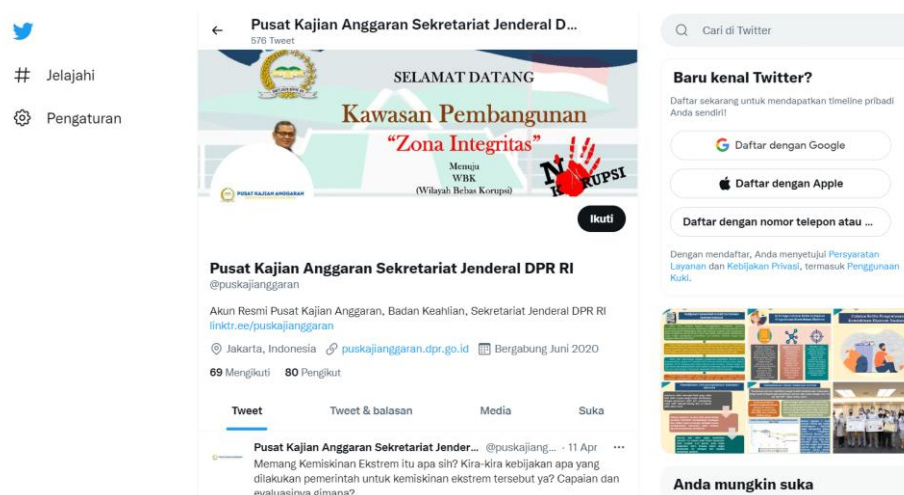 Pusat Kajian Anggaran Sekretariat Jenderal D...
576 Tweet
Cari di Twitter
# Jelajahi
Pengaturan
SELAMAT DATANG
Kawasan Pembangunan
“Zona Integritas”
Menuju
WBK
(Wilayah Bebas Korupsi)
NO KORUPSI
PUSAT KAJIAN ANGGARAN
Ikuti
Pusat Kajian Anggaran Sekretariat Jenderal DPR RI
@puskajianggaran
Akun Resmi Pusat Kajian Anggaran, Badan Keahlian, Sekretariat Jenderal DPR RI
linktr.ee/puskajianggaran
Jakarta, Indonesia puskajianggaran.dpr.go.id Bergabung Juni 2020
69 Mengikuti 80 Pengikut
Tweet Tweet & balasan Media Suka
Pusat Kajian Anggaran Sekretariat Jender... @puskajiang... · 11 Apr ...
Memang Kemiskinan Ekstrem itu apa sih? Kira-kira kebijakan apa yang
dilakukan pemerintah untuk kemiskinan ekstrem tersebut ya? Capaian dan
evaluasinya gimana?
Baru kenal Twitter?
Daftar sekarang untuk mendapatkan timeline pribadi
Anda sendiri!
Daftar dengan Google
Daftar dengan Apple
Daftar dengan nomor telepon atau ...
Dengan mendaftar, Anda menyetujui Persyaratan
Layanan dan Kebijakan Privasi, termasuk Penggunaan
Kuki.
Anda mungkin suka